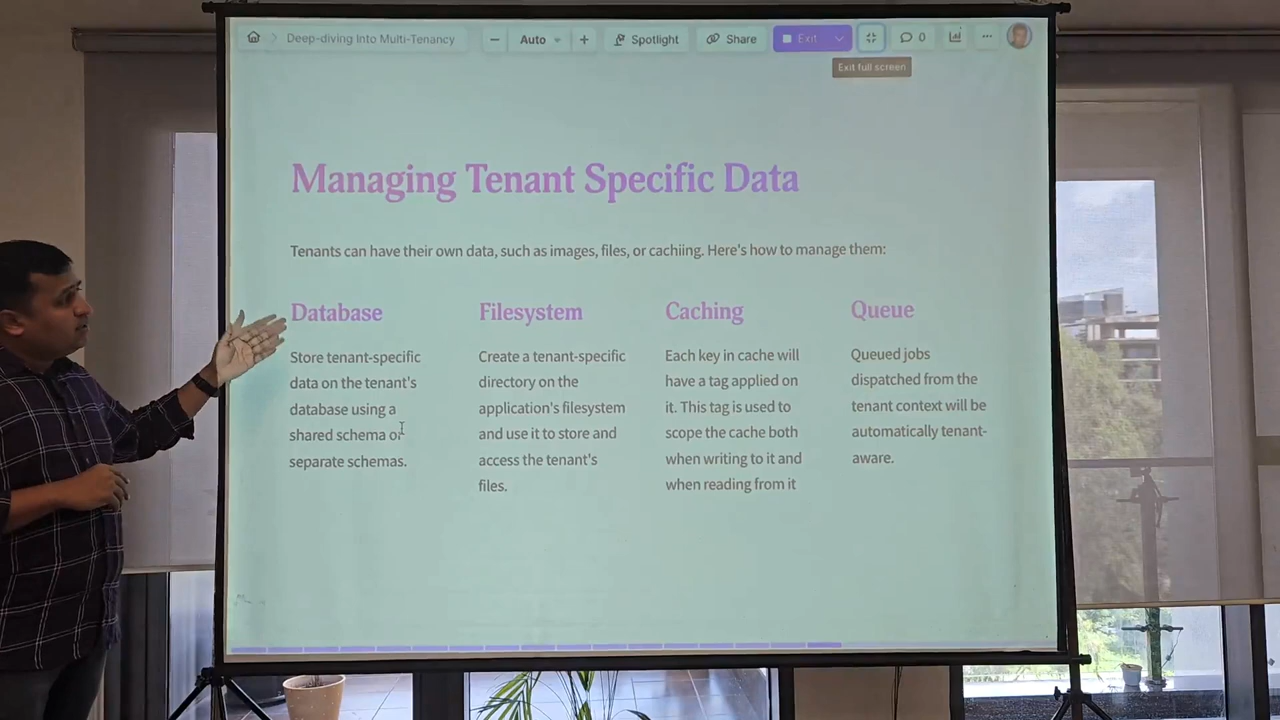 Deep-diving into Multi-Tenancy
Auto
Spotlight
Share
Exit
0
Exit full screen
Managing Tenant Specific Data
Tenants can have their own data, such as images, files, or cachiing. Here's how to manage them:
Database
Store tenant-specific
data on the tenant's
database using a
shared schema or
separate schemas.
Filesystem
Create a tenant-specific
directory on the
application's filesystem
and use it to store and
access the tenant's
files.
Caching
Each key in cache will
have a tag applied on
it. This tag is used to
scope the cache both
when writing to it and
when reading from it
Queue
Queued jobs
dispatched from the
tenant context will be
automatically tenant-
aware.